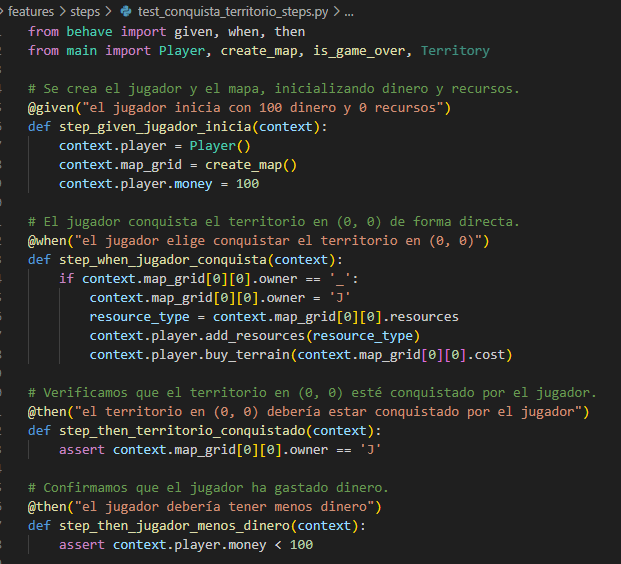 features > steps > test_conquista_territorio_steps.py > ...
from behave import given, when, then
from main import Player, create_map, is_game_over, Territory
# Se crea el jugador y el mapa, inicializando dinero y recursos.
@given("el jugador inicia con 100 dinero y 0 recursos")
def step_given_jugador_inicia(context):
    context.player = Player()
    context.map_grid = create_map()
    context.player.money = 100
# El jugador conquista el territorio en (0, 0) de forma directa.
@when("el jugador elige conquistar el territorio en (0, 0)")
def step_when_jugador_conquista(context):
    if context.map_grid[0][0].owner == '_':
        context.map_grid[0][0].owner = 'J'
        resource_type = context.map_grid[0][0].resources
        context.player.add_resources(resource_type)
        context.player.buy_terrain(context.map_grid[0][0].cost)
# Verificamos que el territorio en (0, 0) esté conquistado por el jugador.
@then("el territorio en (0, 0) debería estar conquistado por el jugador")
def step_then_territorio_conquistado(context):
    assert context.map_grid[0][0].owner == 'J'
# Confirmamos que el jugador ha gastado dinero.
@then("el jugador debería tener menos dinero")
def step_then_jugador_menos_dinero(context):
    assert context.player.money < 100